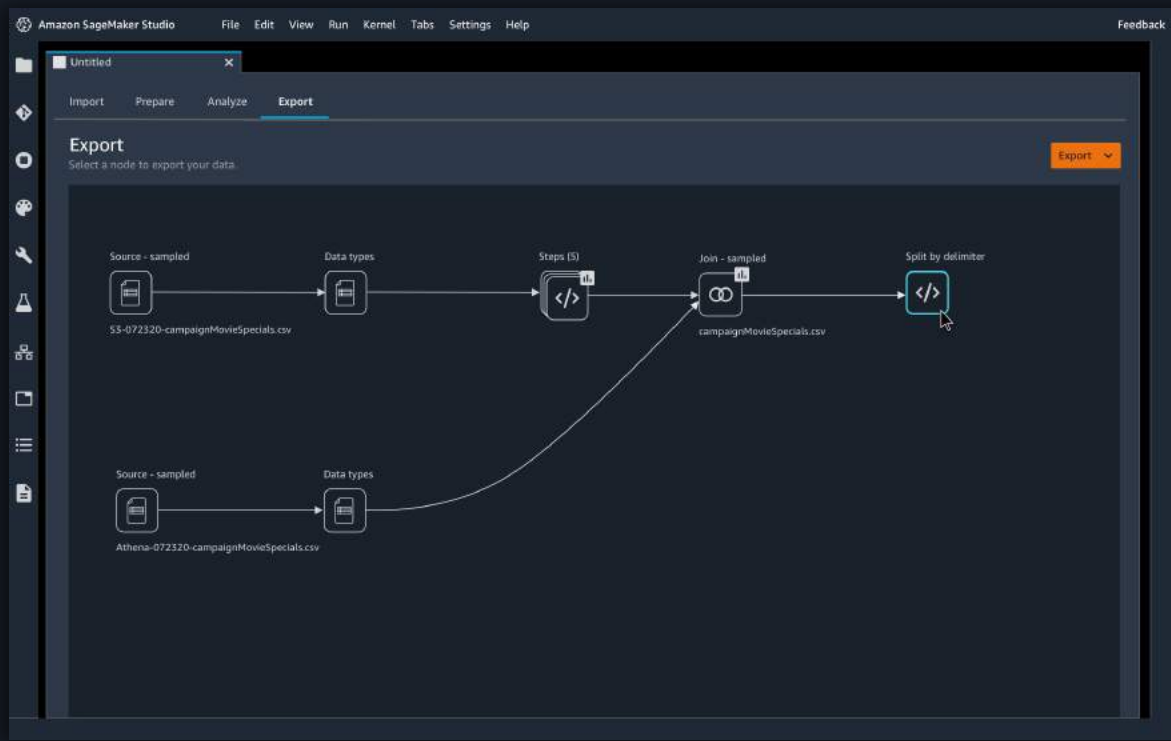 Amazon SageMaker Studio File Edit View Run Kernel Tabs Settings Help Feedback
Untitled
Import Prepare Analyze Export
Export
Select a node to export your data.
Export
Source - sampled Data types Steps (5) Join - sampled Split by delimiter
S3-072320-campaignMovieSpecials.csv campaignMovieSpecials.csv
Source - sampled Data types
Athena-072320-campaignMovieSpecials.csv